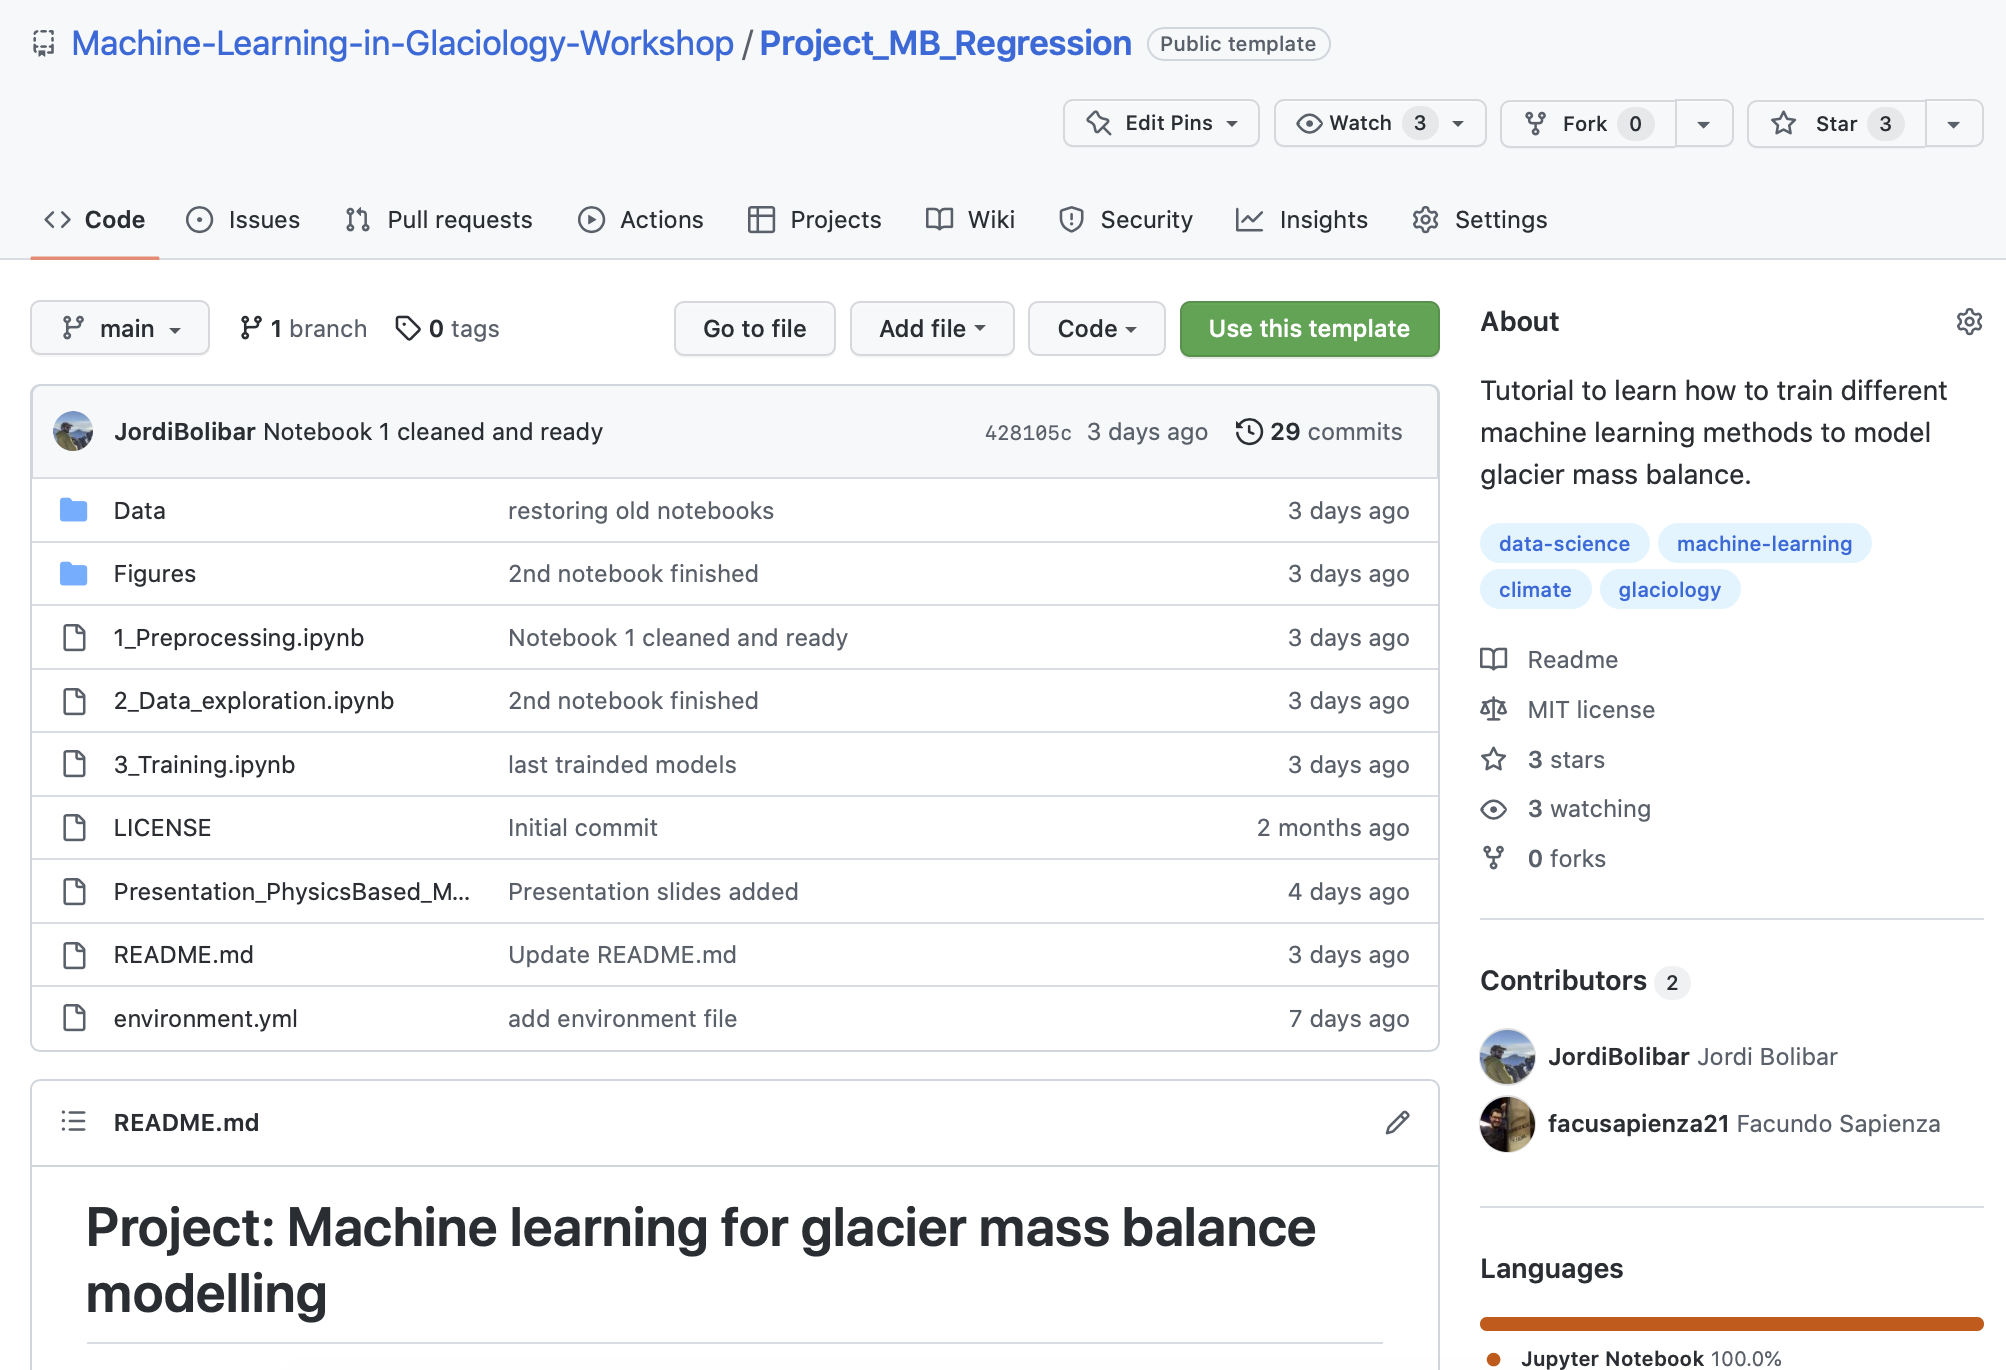 Machine-Learning-in-Glaciology-Workshop / Project_MB_Regression Public template
Edit Pins Watch 3 Fork 0 Star 3
Code Issues Pull requests Actions Projects Wiki Security Insights Settings
main 1 branch 0 tags Go to file Add file Code Use this template
JordiBolibar Notebook 1 cleaned and ready 428105c 3 days ago 29 commits
Data restoring old notebooks 3 days ago
Figures 2nd notebook finished 3 days ago
1_Preprocessing.ipynb Notebook 1 cleaned and ready 3 days ago
2_Data_exploration.ipynb 2nd notebook finished 3 days ago
3_Training.ipynb last trainded models 3 days ago
LICENSE Initial commit 2 months ago
Presentation_PhysicsBased_M... Presentation slides added 4 days ago
README.md Update README.md 3 days ago
environment.yml add environment file 7 days ago
README.md
Project: Machine learning for glacier mass balance
modelling
About
Tutorial to learn how to train different
machine learning methods to model
glacier mass balance.
data-science machine-learning
climate glaciology
Readme
MIT license
3 stars
3 watching
0 forks
Contributors 2
JordiBolibar Jordi Bolibar
facusapienza21 Facundo Sapienza
Languages
Jupyter Notebook 100.0%